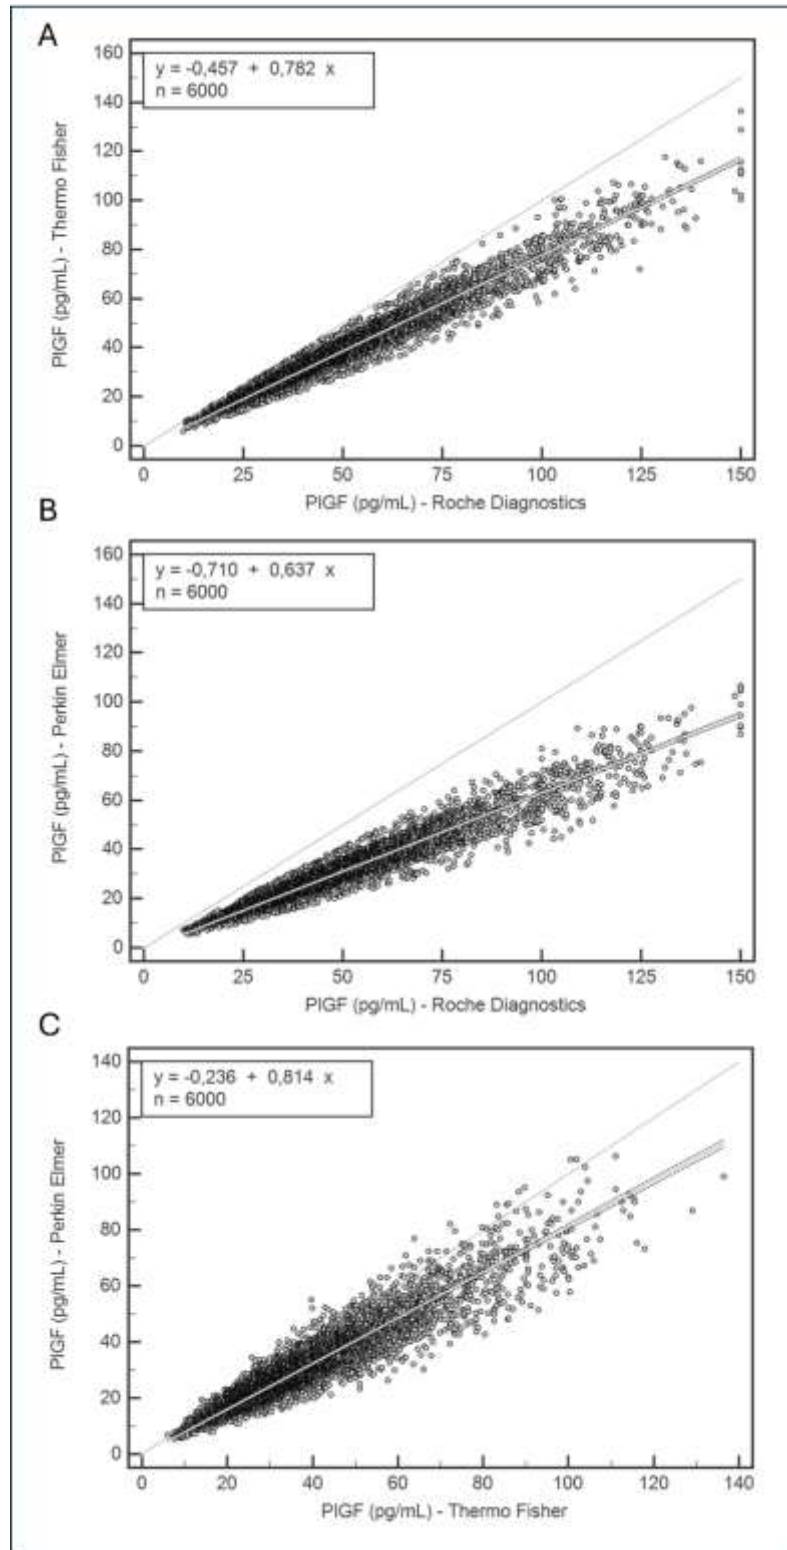 A
160
140
120
100
80
60
40
20
0
PlGF (pg/mL) - Thermo Fisher
y = -0,457 + 0,782 x
n = 6000
0 25 50 75 100 125 150
PlGF (pg/mL) - Roche Diagnostics
B
160
140
120
100
80
60
40
20
0
PlGF (pg/mL) - Perkin Elmer
y = -0,710 + 0,637 x
n = 6000
0 25 50 75 100 125 150
PlGF (pg/mL) - Roche Diagnostics
C
140
120
100
80
60
40
20
0
PlGF (pg/mL) - Perkin Elmer
y = -0,236 + 0,814 x
n = 6000
0 20 40 60 80 100 120 140
PlGF (pg/mL) - Thermo Fisher